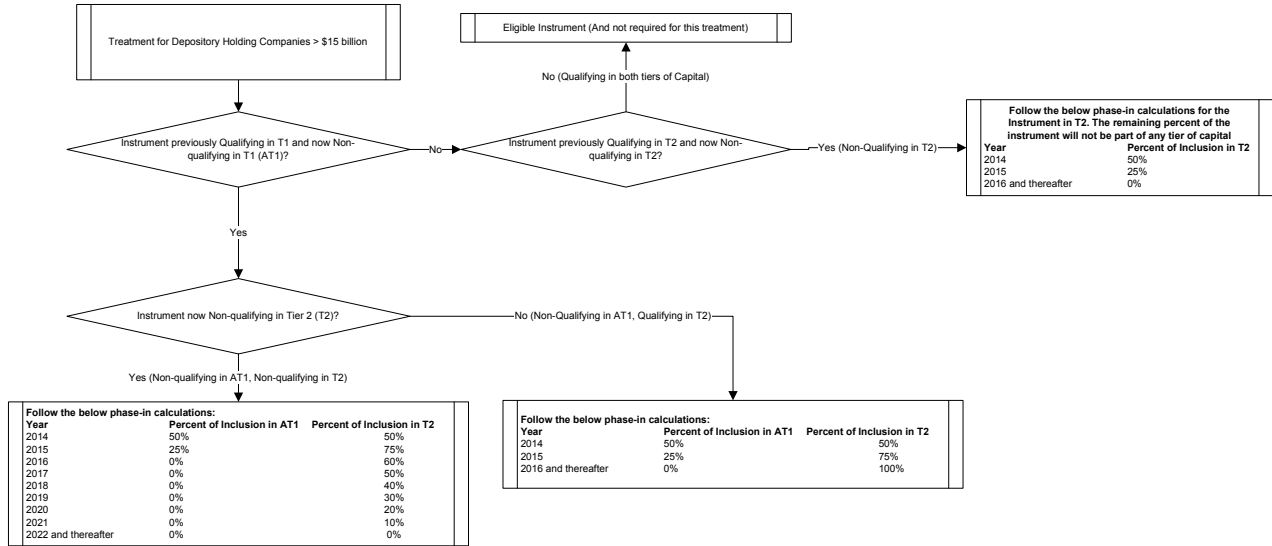 Treatment for Depository Holding Companies > $15 billion
Eligible Instrument (And not required for this treatment)
No (Qualifying in both tiers of Capital)
Instrument previously Qualifying in T1 and now Non-
qualifying in T1 (AT1)?
No
Instrument previously Qualifying in T2 and now Non-
qualifying in T2?
Yes (Non-Qualifying in T2)
Follow the below phase-in calculations for the
Instrument in T2. The remaining percent of the
instrument will not be part of any tier of capital
Year Percent of Inclusion in T2
2014 50%
2015 25%
2016 and thereafter 0%
Yes
Instrument now Non-qualifying in Tier 2 (T2)?
No (Non-Qualifying in AT1, Qualifying in T2)
Yes (Non-qualifying in AT1, Non-qualifying in T2)
Follow the below phase-in calculations:
Year Percent of Inclusion in AT1 Percent of Inclusion in T2
2014 50% 50%
2015 25% 75%
2016 0% 60%
2017 0% 50%
2018 0% 40%
2019 0% 30%
2020 0% 20%
2021 0% 10%
2022 and thereafter 0% 0%
Follow the below phase-in calculations:
Year Percent of Inclusion in AT1 Percent of Inclusion in T2
2014 50% 50%
2015 25% 75%
2016 and thereafter 0% 100%